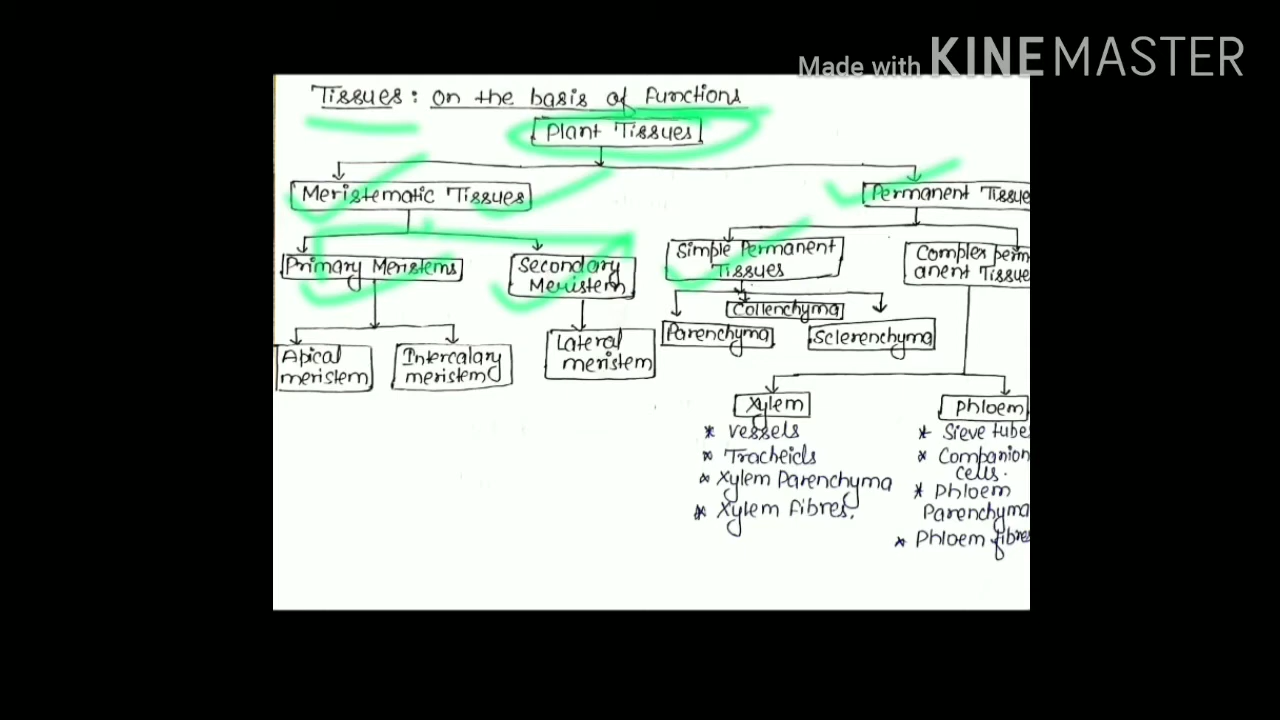 Made with KINEMASTER
Tissues: on the basis of functions
Plant Tissues
Meristematic Tissues
Permanent Tissue
Primary Meristems
Secondary
Meristem
Simple Permanent
Tissues
Complex perm
anent Tissue
Apical
meristem
Intercalary
meristem
Lateral
meristem
Collenchyma
Parenchyma
Sclerenchyma
Xylem
* vessels
* Tracheids
* Xylem Parenchyma
* Xylem fibres.
Phloem
* Sieve tube
* Companion
cells.
* Phloem
Parenchyma
* Phloem fibre